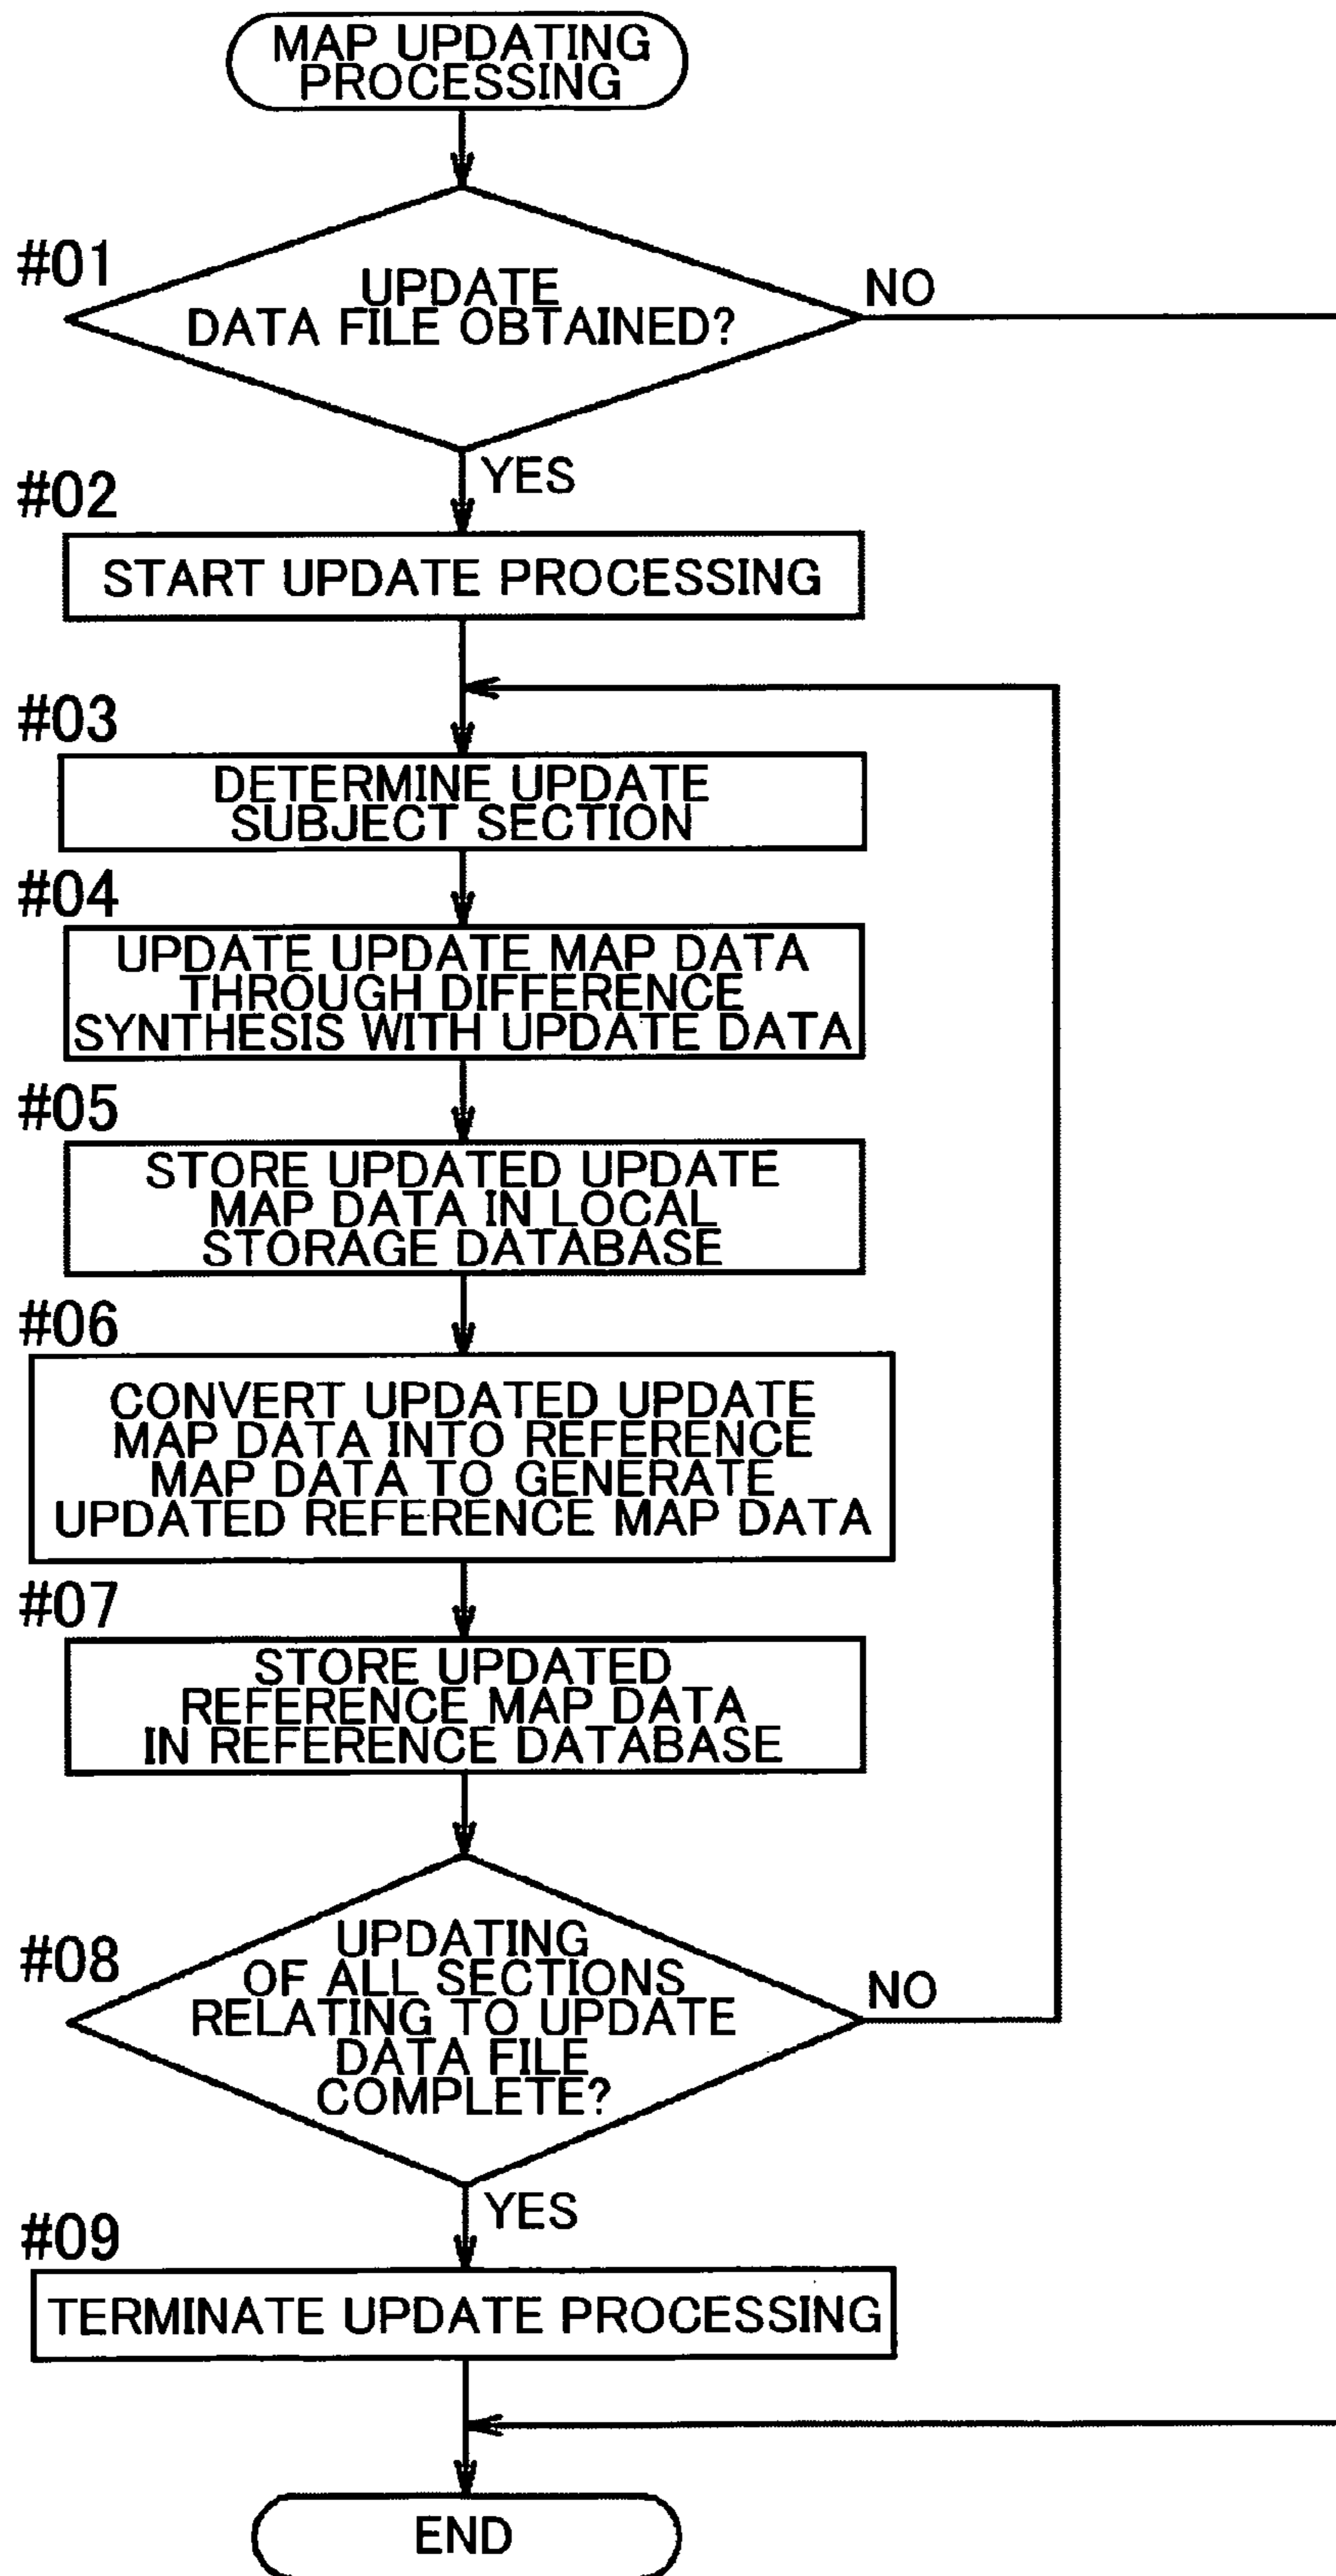 MAP UPDATING
PROCESSING
#01
UPDATE
DATA FILE OBTAINED?
NO
YES
#02
START UPDATE PROCESSING
#03
DETERMINE UPDATE
SUBJECT SECTION
#04
UPDATE UPDATE MAP DATA
THROUGH DIFFERENCE
SYNTHESIS WITH UPDATE DATA
#05
STORE UPDATED UPDATE
MAP DATA IN LOCAL
STORAGE DATABASE
#06
CONVERT UPDATED UPDATE
MAP DATA INTO REFERENCE
MAP DATA TO GENERATE
UPDATED REFERENCE MAP DATA
#07
STORE UPDATED
REFERENCE MAP DATA
IN REFERENCE DATABASE
#08
UPDATING
OF ALL SECTIONS
RELATING TO UPDATE
DATA FILE
COMPLETE?
NO
YES
#09
TERMINATE UPDATE PROCESSING
END